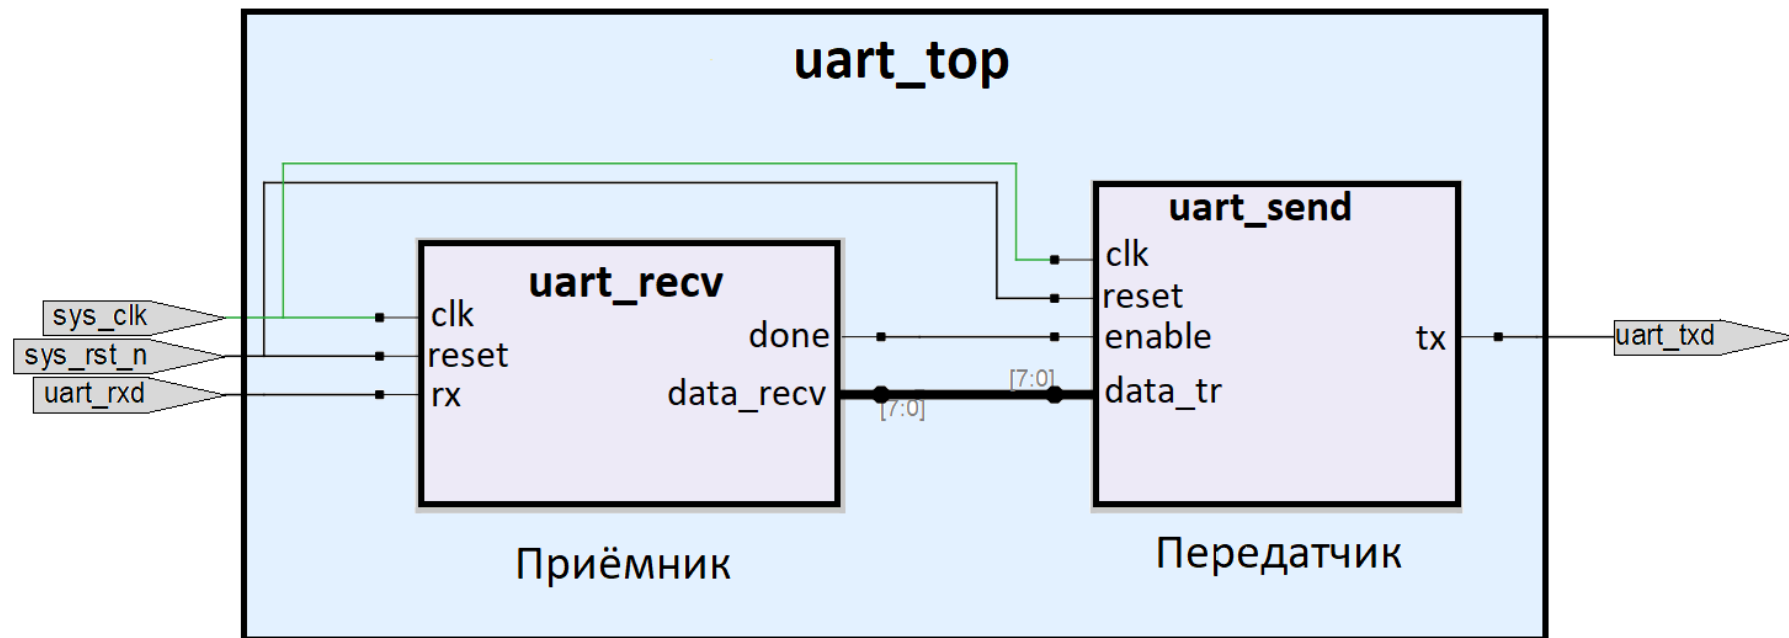 uart_top
sys_clk
sys_rst_n
uart_rxd
uart_recv
clk
reset
rx
done
data_recv
[7:0]
Приёмник
[7:0]
uart_send
clk
reset
enable
data_tr
tx
Передатчик
uart_txd